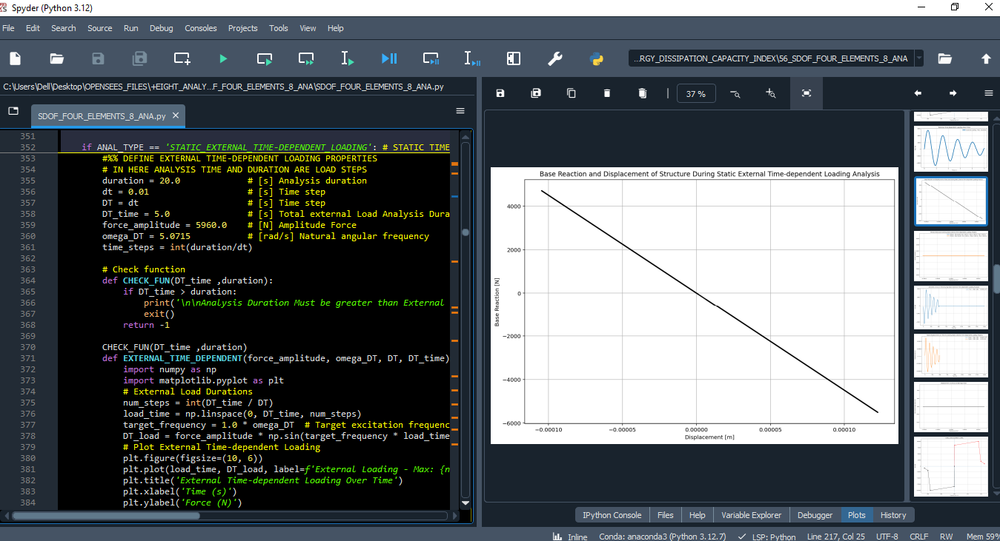 Spyder (Python 3.12)
File Edit Search Source Run Debug Consoles Projects Tools View Help
...RGY_DISSIPATION_CAPACITY_INDEX\56_SDOF_FOUR_ELEMENTS_8_ANA
C:\Users\Dell\Desktop\OPENSEES_FILES\+EIGHT_ANALY...F_FOUR_ELEMENTS_8_ANA\SDOF_FOUR_ELEMENTS_8_ANA.py
SDOF_FOUR_ELEMENTS_8_ANA.py
351
352 if ANAL_TYPE == 'STATIC_EXTERNAL_TIME-DEPENDENT_LOADING': # STATIC TIME
353 #%% DEFINE EXTERNAL TIME-DEPENDENT LOADING PROPERTIES
354 # IN HERE ANALYSIS TIME AND DURATION ARE LOAD STEPS
355 duration = 20.0 # [s] Analysis duration
356 dt = 0.01 # [s] Time step
357 DT = dt # [s] Time step
358 DT_time = 5.0 # [s] Total external Load Analysis Dura
359 force_amplitude = 5960.0 # [N] Amplitude Force
360 omega_DT = 5.0715 # [rad/s] Natural angular frequency
361 time_steps = int(duration/dt)
362
363 # Check function
364 def CHECK_FUN(DT_time ,duration):
365 if DT_time > duration:
366 print('\n\nAnalysis Duration Must be greater than External
367 exit()
368 return -1
369
370 CHECK_FUN(DT_time ,duration)
371 def EXTERNAL_TIME_DEPENDENT(force_amplitude, omega_DT, DT, DT_time)
372 import numpy as np
373 import matplotlib.pyplot as plt
374 # External Load Durations
375 num_steps = int(DT_time / DT)
376 load_time = np.linspace(0, DT_time, num_steps)
377 target_frequency = 1.0 * omega_DT # Target excitation frequenc
378 DT_load = force_amplitude * np.sin(target_frequency * load_time
379 # Plot External Time-dependent Loading
380 plt.figure(figsize=(10, 6))
381 plt.plot(load_time, DT_load, label=f'External Loading - Max: {n
382 plt.title('External Time-dependent Loading Over Time')
383 plt.xlabel('Time (s)')
384 plt.ylabel('Force (N)')
37 %
Base Reaction and Displacement of Structure During Static External Time-dependent Loading Analysis
Base Reaction [N]
4000
2000
0
−2000
−4000
−6000
−0.00010 −0.00005 0.00000 0.00005 0.00010
Displacement [m]
IPython Console Files Help Variable Explorer Debugger Plots History
Inline Conda: anaconda3 (Python 3.12.7) LSP: Python Line 217, Col 25 UTF-8 CRLF RW Mem 59%